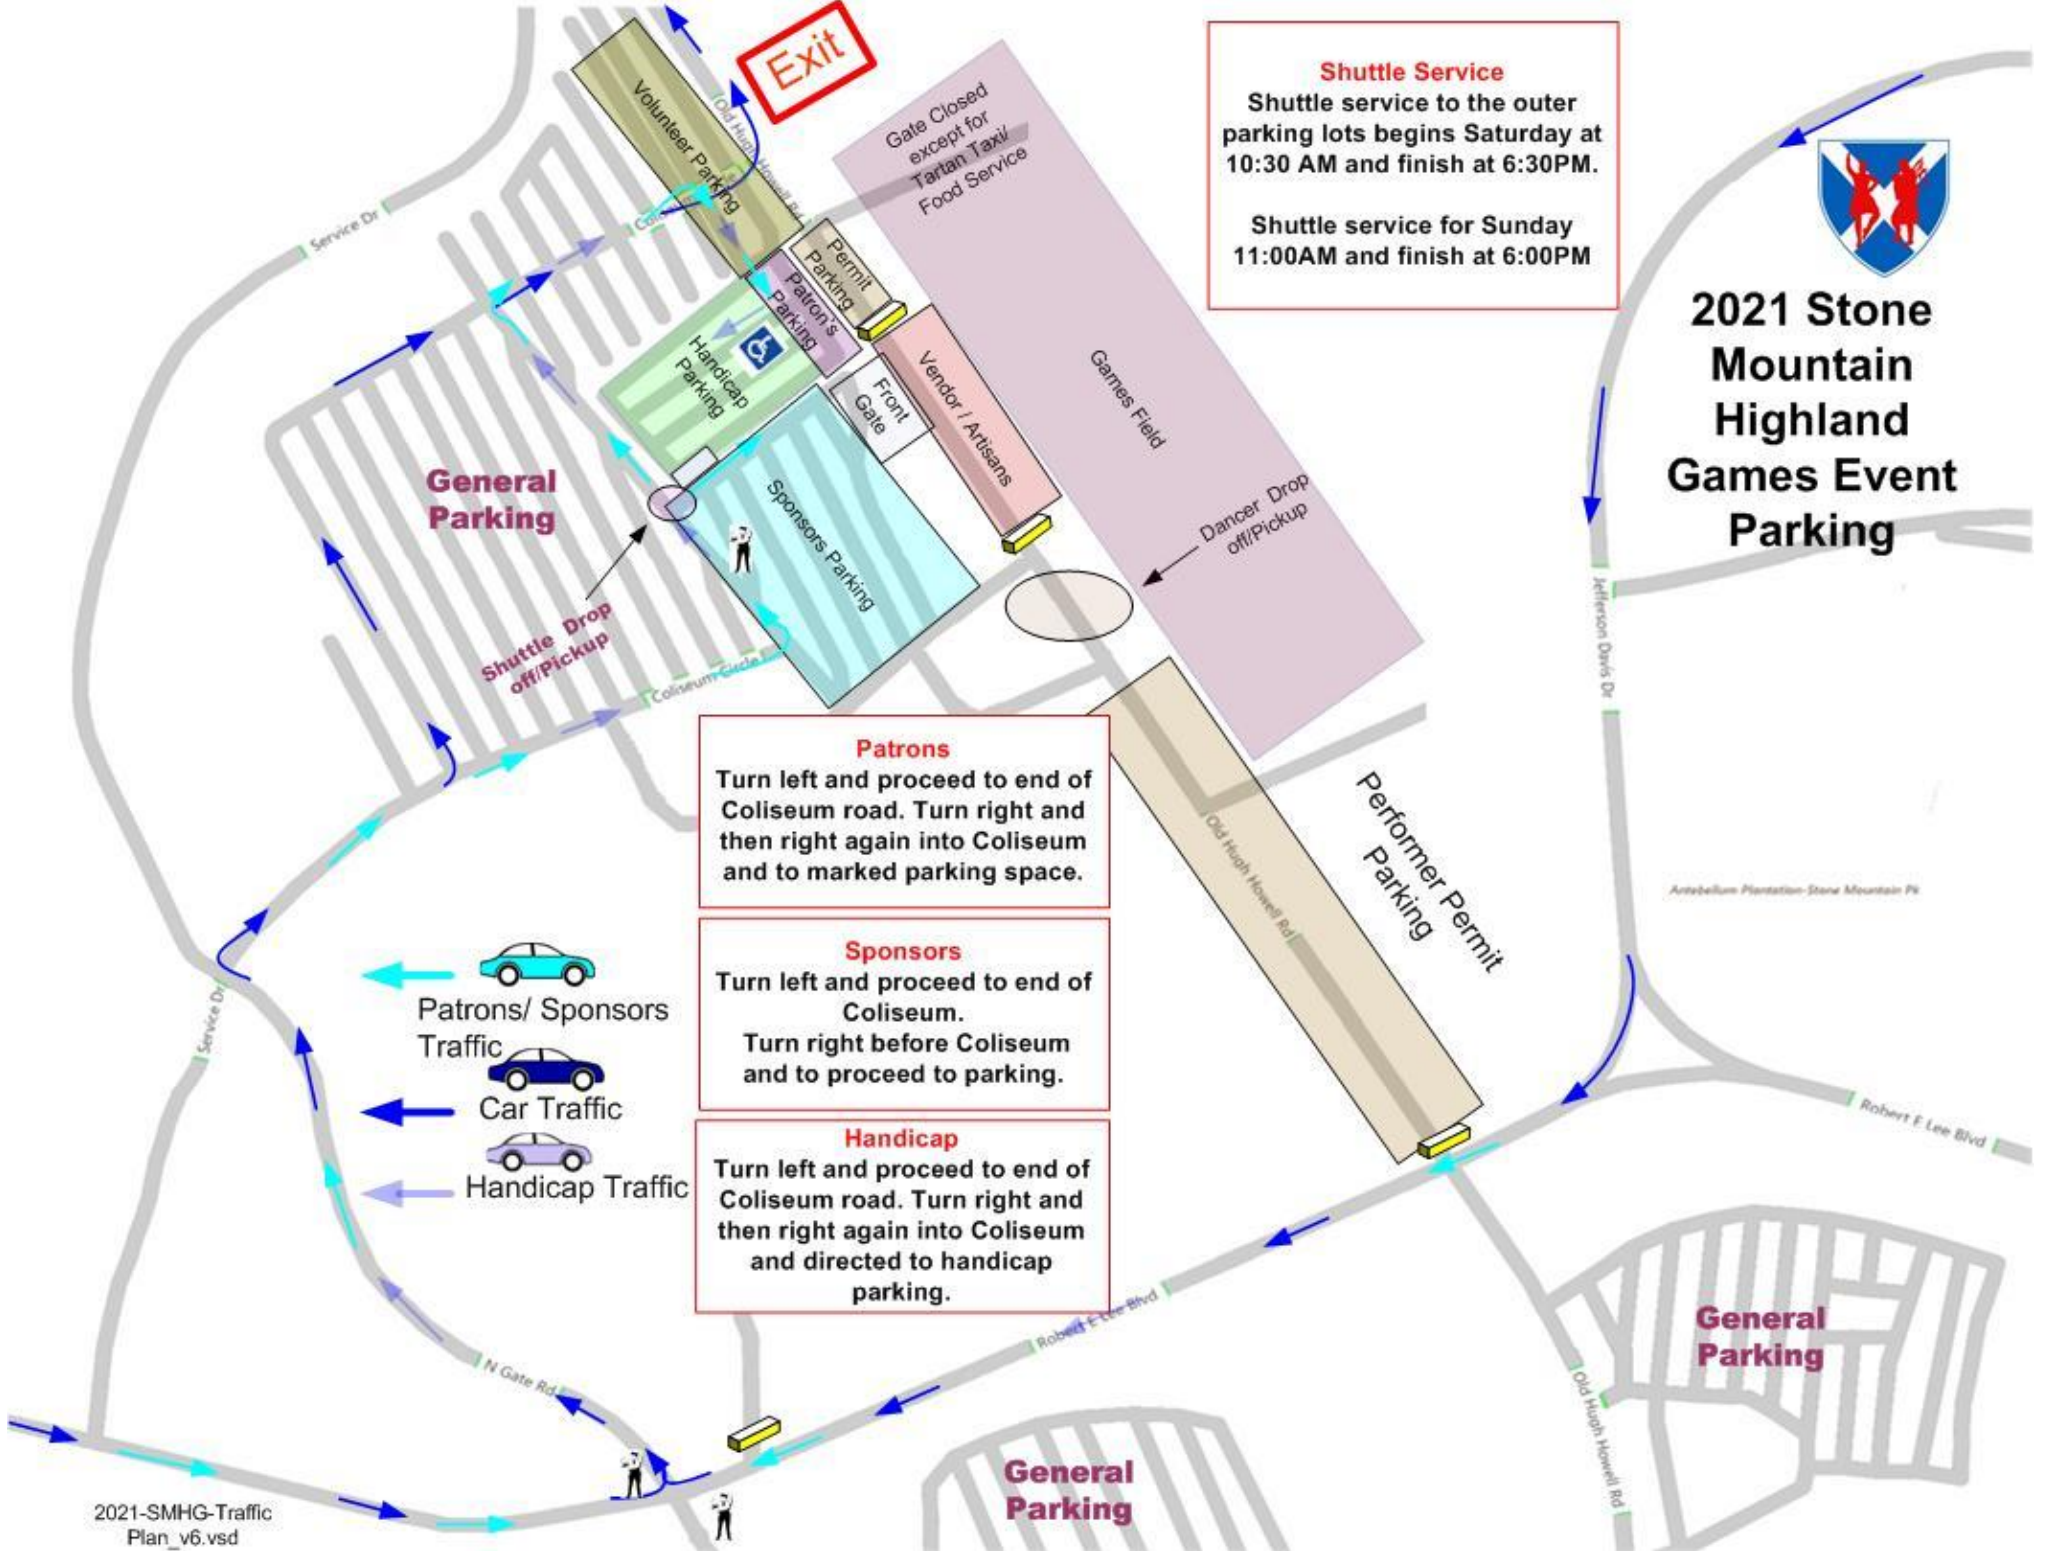 Exit
Volunteer Parking
Old Hugh Howell Rd
Gate Closed
except for
Tartan Taxi/
Food Service
Shuttle Service
Shuttle service to the outer
parking lots begins Saturday at
10:30 AM and finish at 6:30PM.
Shuttle service for Sunday
11:00AM and finish at 6:00PM
2021 Stone
Mountain
Highland
Games Event
Parking
Service Dr
Permit
Parking
Patron's
Parking
Handicap
Parking
Front
Gate
Vendor / Artisans
Games Field
General
Parking
Sponsors Parking
Dancer Drop
off/Pickup
Shuttle Drop
off/Pickup
Coliseum Circle
Jefferson Davis Dr
Patrons
Turn left and proceed to end of
Coliseum road. Turn right and
then right again into Coliseum
and to marked parking space.
Performer Permit
Parking
Old Hugh Howell Rd
Antebellum Plantation-Stone Mountain Pk
Sponsors
Turn left and proceed to end of
Coliseum.
Turn right before Coliseum
and to proceed to parking.
Patrons/ Sponsors
Traffic
Car Traffic
Handicap Traffic
Service Dr
Handicap
Turn left and proceed to end of
Coliseum road. Turn right and
then right again into Coliseum
and directed to handicap
parking.
Robert E Lee Blvd
Robert E Lee Blvd
N Gate Rd
General
Parking
Old Hugh Howell Rd
General
Parking
2021-SMHG-Traffic
Plan_v6.vsd